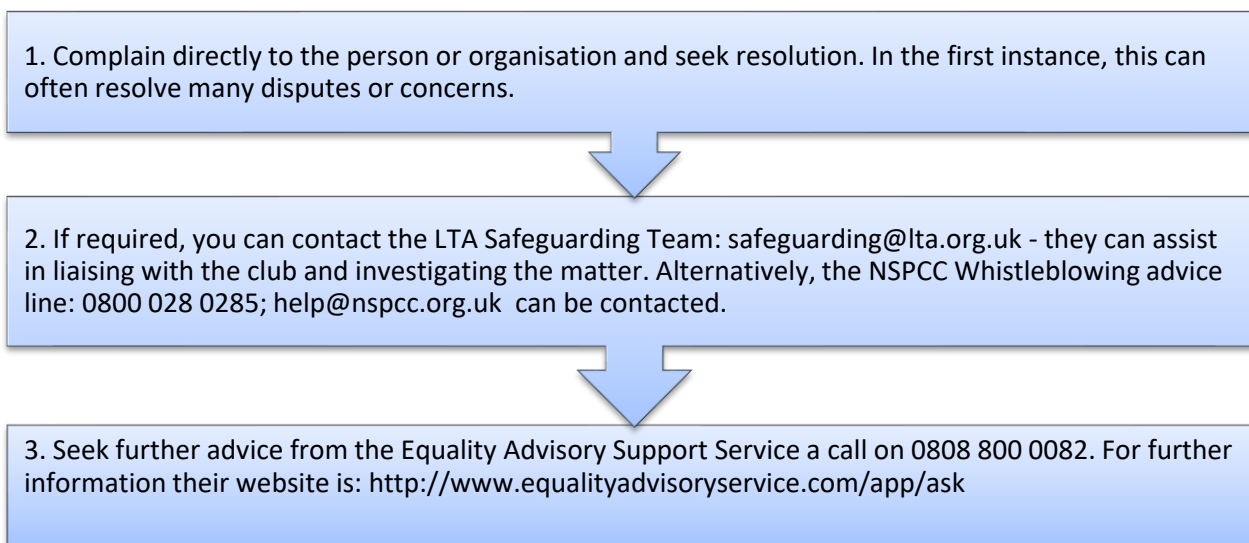 1. Complain directly to the person or organisation and seek resolution. In the first instance, this can
often resolve many disputes or concerns.
2. If required, you can contact the LTA Safeguarding Team: safeguarding@lta.org.uk - they can assist
in liaising with the club and investigating the matter. Alternatively, the NSPCC Whistleblowing advice
line: 0800 028 0285; help@nspcc.org.uk  can be contacted.
3. Seek further advice from the Equality Advisory Support Service a call on 0808 800 0082. For further
information their website is: http://www.equalityadvisoryservice.com/app/ask